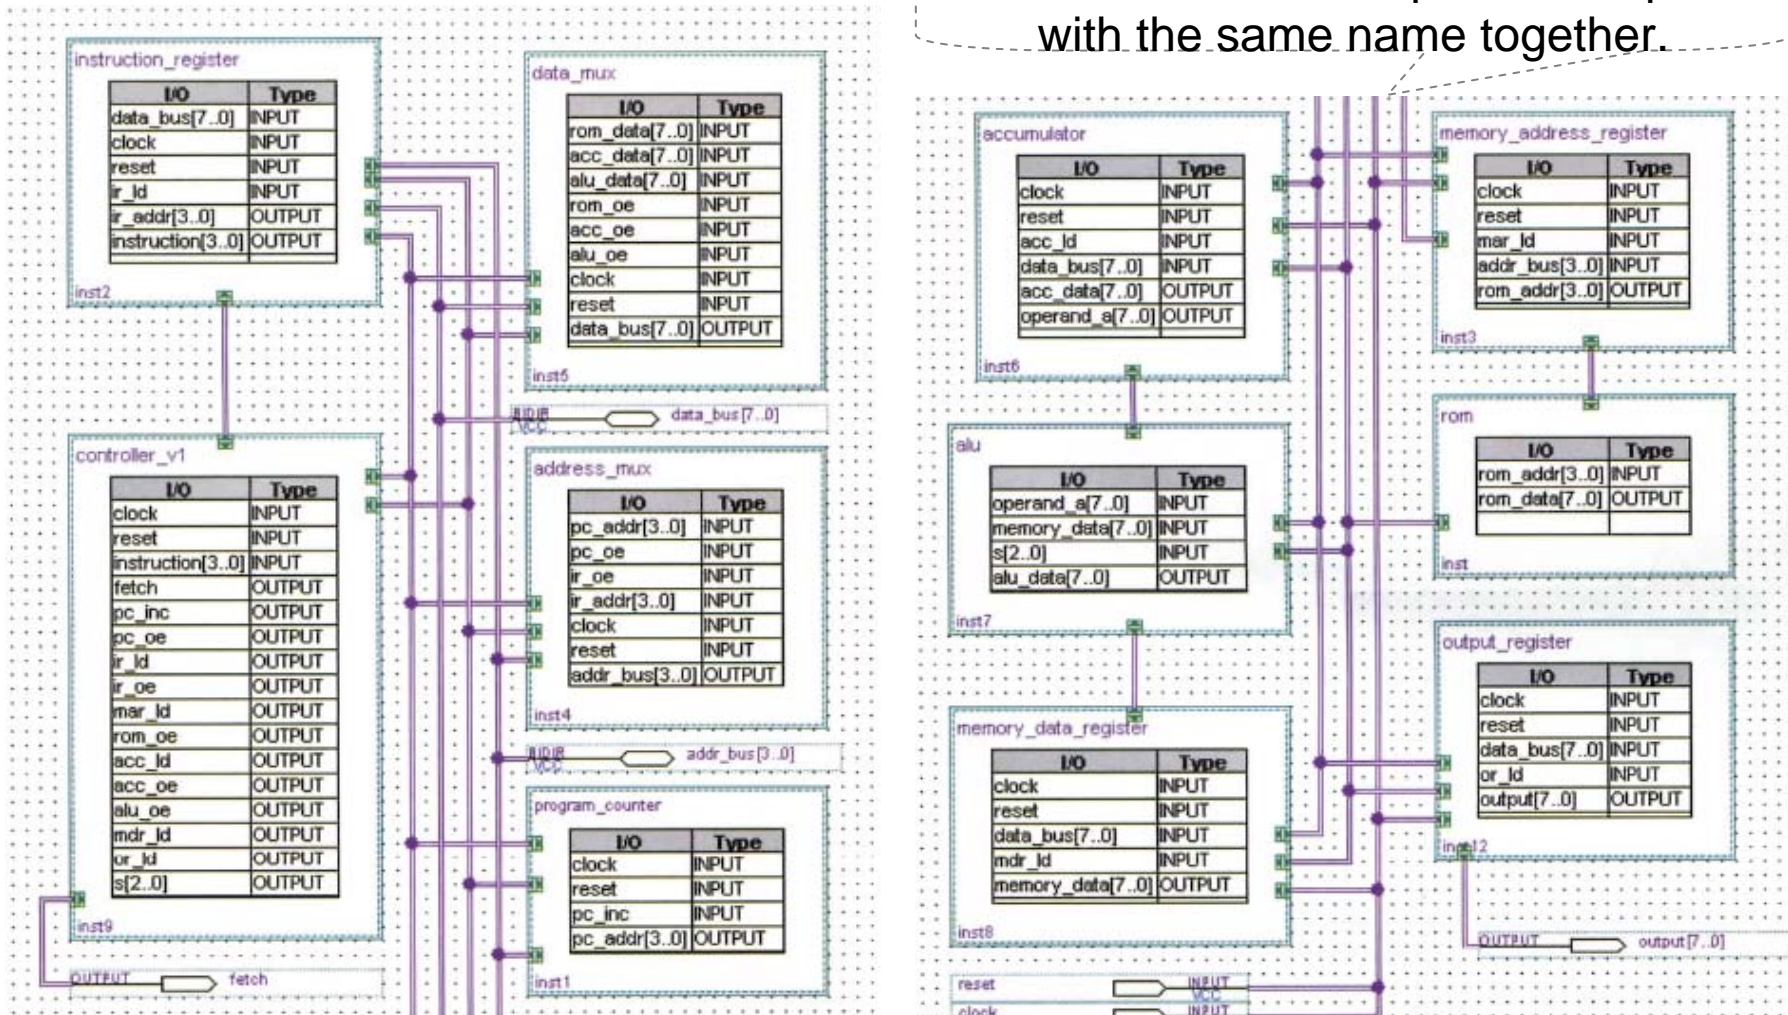 with the same name together.
instruction_register
I/O Type
data_bus[7..0] INPUT
clock INPUT
reset INPUT
ir_ld INPUT
ir_addr[3..0] OUTPUT
instruction[3..0] OUTPUT
inst2
controller_v1
I/O Type
clock INPUT
reset INPUT
instruction[3..0] INPUT
fetch OUTPUT
pc_inc OUTPUT
pc_oe OUTPUT
ir_ld OUTPUT
ir_oe OUTPUT
mar_ld OUTPUT
rom_oe OUTPUT
acc_ld OUTPUT
acc_oe OUTPUT
alu_oe OUTPUT
mdr_ld OUTPUT
or_ld OUTPUT
s[2..0] OUTPUT
inst9
OUTPUT fetch
data_mux
I/O Type
rom_data[7..0] INPUT
acc_data[7..0] INPUT
alu_data[7..0] INPUT
rom_oe INPUT
acc_oe INPUT
alu_oe INPUT
clock INPUT
reset INPUT
data_bus[7..0] OUTPUT
inst5
BIDIR data_bus[7..0]
VCC
address_mux
I/O Type
pc_addr[3..0] INPUT
pc_oe INPUT
ir_oe INPUT
ir_addr[3..0] INPUT
clock INPUT
reset INPUT
addr_bus[3..0] OUTPUT
inst4
BIDIR addr_bus[3..0]
VCC
program_counter
I/O Type
clock INPUT
reset INPUT
pc_inc INPUT
pc_addr[3..0] OUTPUT
inst1
accumulator
I/O Type
clock INPUT
reset INPUT
acc_ld INPUT
data_bus[7..0] INPUT
acc_data[7..0] OUTPUT
operand_a[7..0] OUTPUT
inst6
alu
I/O Type
operand_a[7..0] INPUT
memory_data[7..0] INPUT
s[2..0] INPUT
alu_data[7..0] OUTPUT
inst7
memory_data_register
I/O Type
clock INPUT
reset INPUT
data_bus[7..0] INPUT
mdr_ld INPUT
memory_data[7..0] OUTPUT
inst8
reset INPUT
VCC
clock INPUT
memory_address_register
I/O Type
clock INPUT
reset INPUT
mar_ld INPUT
addr_bus[3..0] INPUT
rom_addr[3..0] OUTPUT
inst3
rom
I/O Type
rom_addr[3..0] INPUT
rom_data[7..0] OUTPUT
inst
output_register
I/O Type
clock INPUT
reset INPUT
data_bus[7..0] INPUT
or_ld INPUT
output[7..0] OUTPUT
inst12
OUTPUT output[7..0]